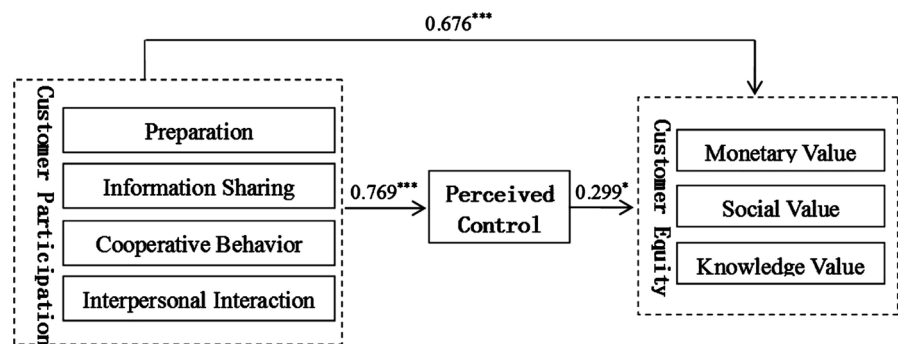 0.676***
Customer Participation
Preparation
Information Sharing
Cooperative Behavior
Interpersonal Interaction
0.769***
Perceived
Control
0.299*
Customer Equity
Monetary Value
Social Value
Knowledge Value